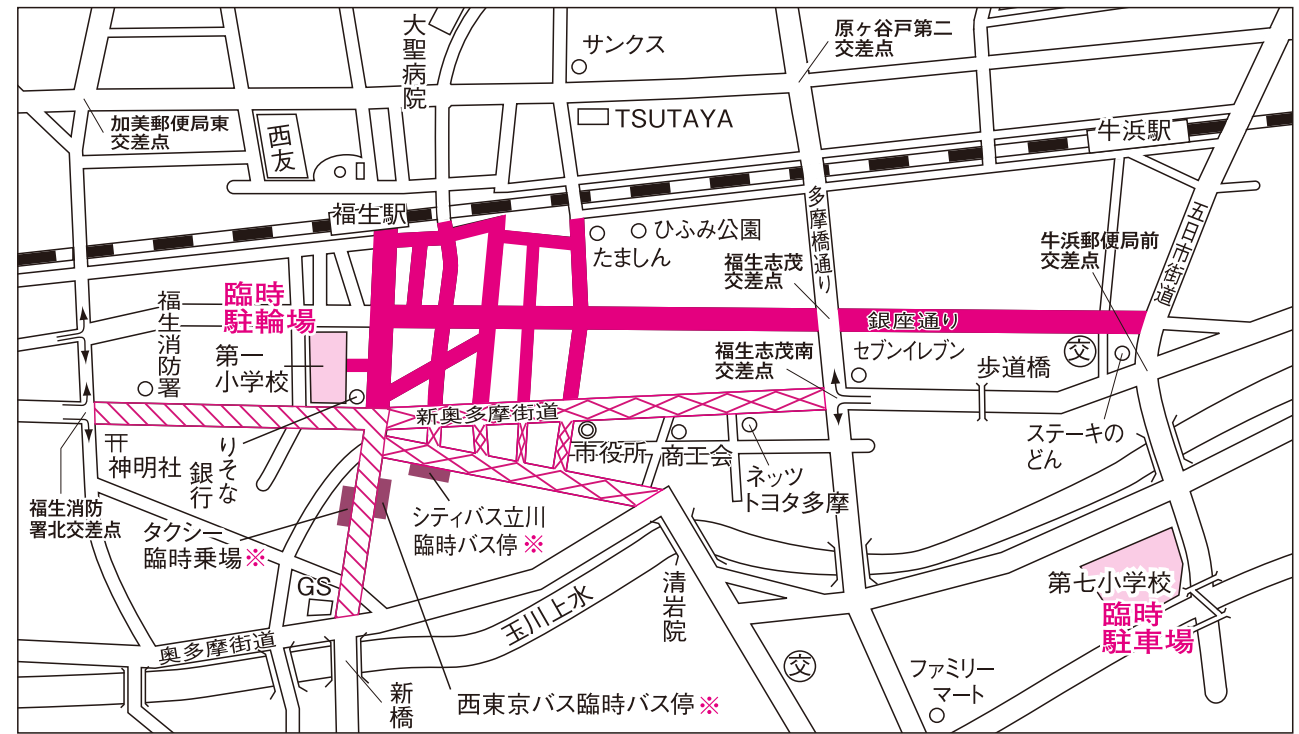 大聖病院
サンクス
原ヶ谷戸第二
交差点
加美郵便局東
交差点
西友
TSUTAYA
牛浜駅
福生駅
多摩橋通り
五日市街道
ひふみ公園
たましん
福生志茂
交差点
牛浜郵便局前
交差点
臨時
駐輪場
福生消防署
銀座通り
第一
小学校
福生志茂南
交差点
セブンイレブン
交
歩道橋
新奥多摩街道
市役所
商工会
ネッツ
トヨタ多摩
ステーキの
どん
神明社
りそな
銀行
福生消防
署北交差点
タクシー
臨時乗場※
シティバス立川
臨時バス停※
GS
清岩院
第七小学校
臨時
駐車場
玉川上水
奥多摩街道
交
ファミリー
マート
新橋
西東京バス臨時バス停※